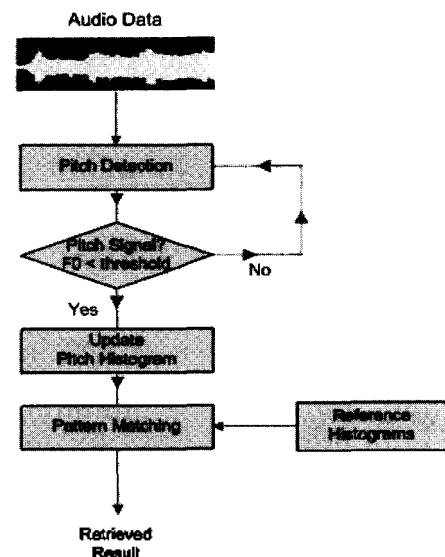 Audio Data
Pitch Detection
Pitch Signal?
F0 < threshold
No
Yes
Update
Pitch Histogram
Pattern Matching
Reference
Histograms
Retrieved
Result